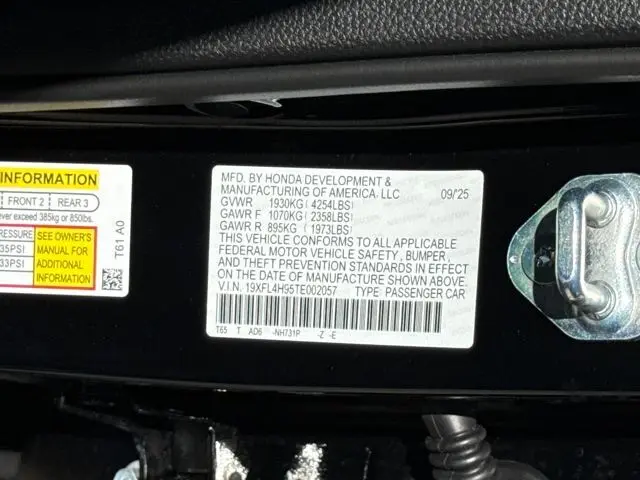 INFORMATION
FRONT 2 REAR 3
ver exceed 385kg or 850lbs.
RESSURE
35PSI
33PSI
SEE OWNER'S
MANUAL FOR
ADDITIONAL
INFORMATION
T61 A0
MFD. BY HONDA DEVELOPMENT &
MANUFACTURING OF AMERICA, LLC 09/'25
GVWR 1930KG ( 4254LBS)
GAWR F 1070KG ( 2358LBS)
GAWR R 895KG ( 1973LBS)
THIS VEHICLE CONFORMS TO ALL APPLICABLE
FEDERAL MOTOR VEHICLE SAFETY, BUMPER,
AND THEFT PREVENTION STANDARDS IN EFFECT
ON THE DATE OF MANUFACTURE SHOWN ABOVE.
V.I.N. 19XFL4H95TE002057 TYPE: PASSENGER CAR
T65 T AD6 -NH731P -Z -E